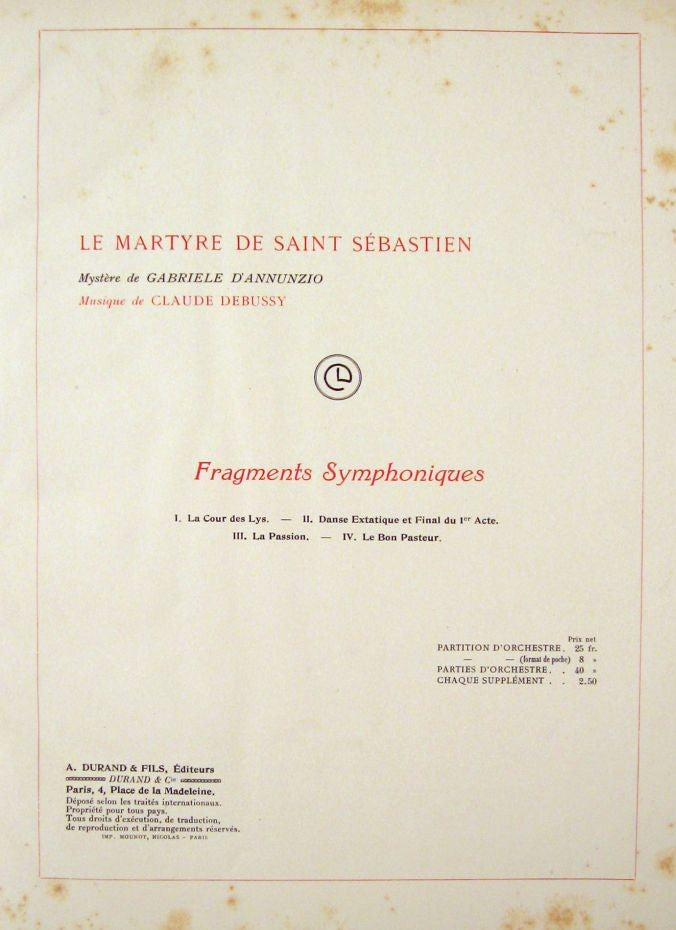 LE MARTYRE DE SAINT SÉBASTIEN
Mystère de GABRIELE D'ANNUNZIO
Musique de CLAUDE DEBUSSY
Fragments Symphoniques
I. La Cour des Lys. — II. Danse Extatique et Final du 1er Acte.
III. La Passion. — IV. Le Bon Pasteur.
Prix net
PARTITION D'ORCHESTRE. 25 fr.
— — (format de poche) 8 »
PARTIES D'ORCHESTRE. . 40 »
CHAQUE SUPPLÉMENT . . 2.50
A. DURAND & FILS, Éditeurs
DURAND & Cie
Paris, 4, Place de la Madeleine.
Déposé selon les traités internationaux.
Propriété pour tous pays.
Tous droits d'exécution, de traduction,
de reproduction et d'arrangements réservés.
IMP. MOUNOT, NICOLAS - PARIS